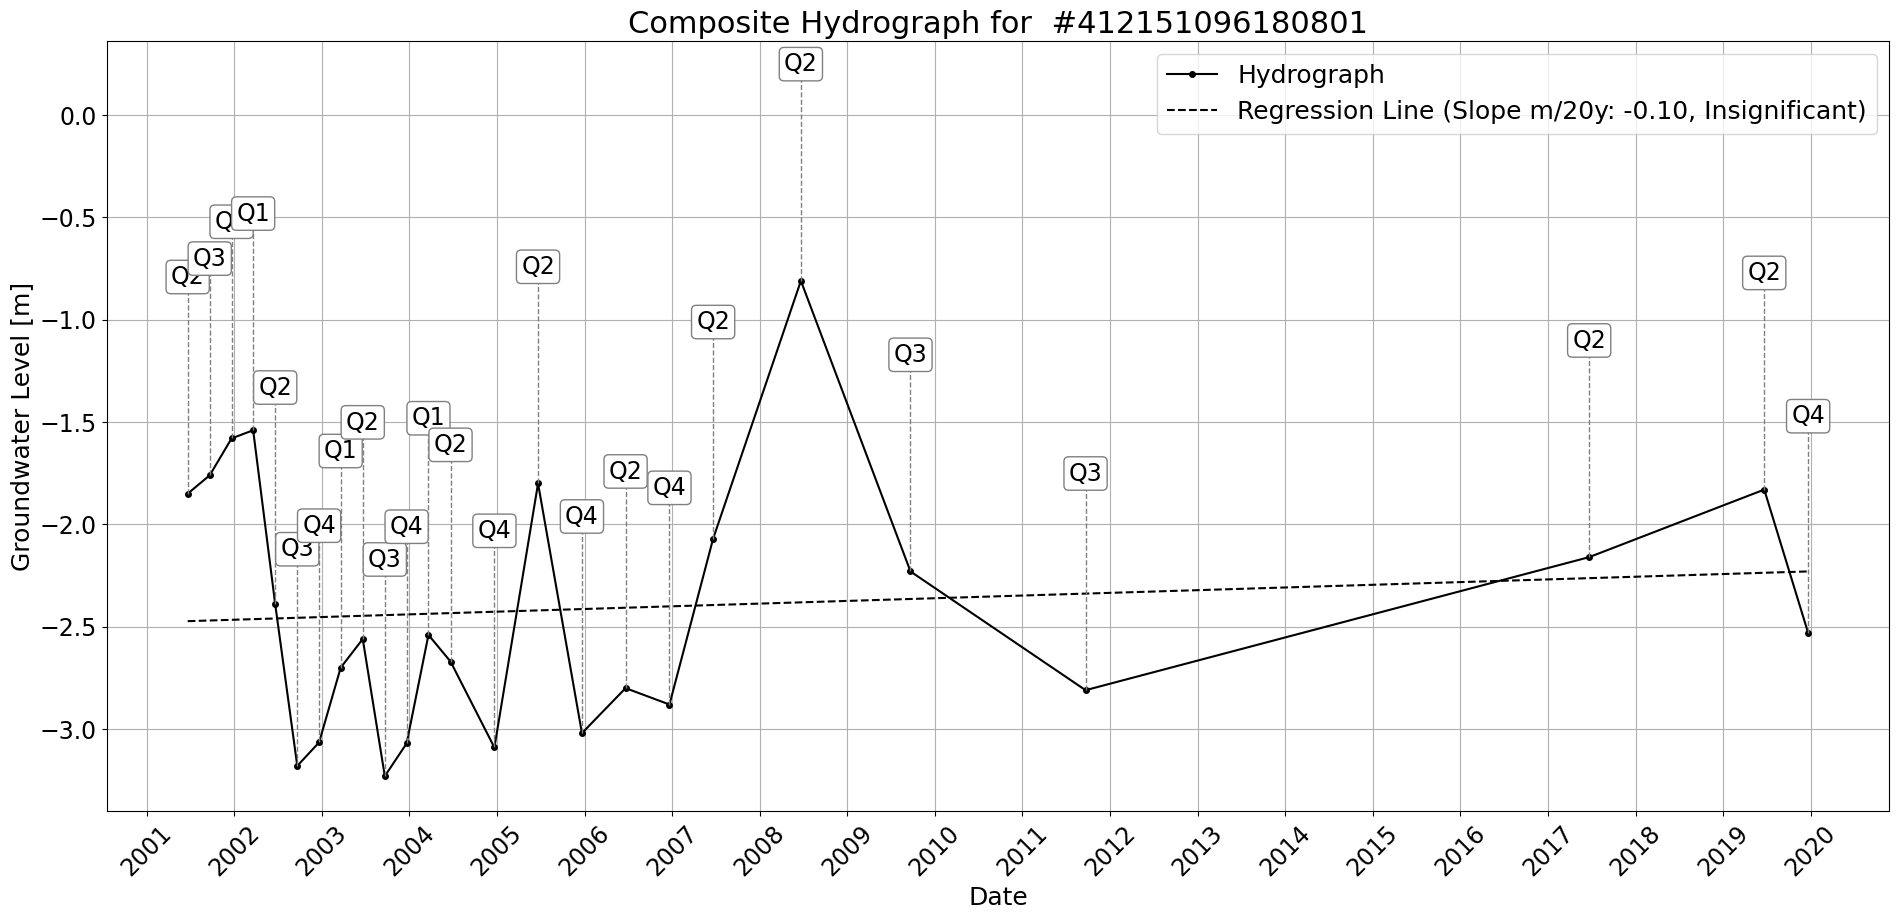 Composite Hydrograph for  #412151096180801
Hydrograph
Regression Line (Slope m/20y: -0.10, Insignificant)
Groundwater Level [m]
0.0
−0.5
−1.0
−1.5
−2.0
−2.5
−3.0
Q2
Q3
Q1
Q2
Q3
Q4
Q1
Q2
Q3
Q4
Q1
Q2
Q4
Q2
Q4
Q2
Q4
Q2
Q2
Q3
Q3
Q2
Q2
Q4
2001
2002
2003
2004
2005
2006
2007
2008
2009
2010
2011
2012
2013
2014
2015
2016
2017
2018
2019
2020
Date